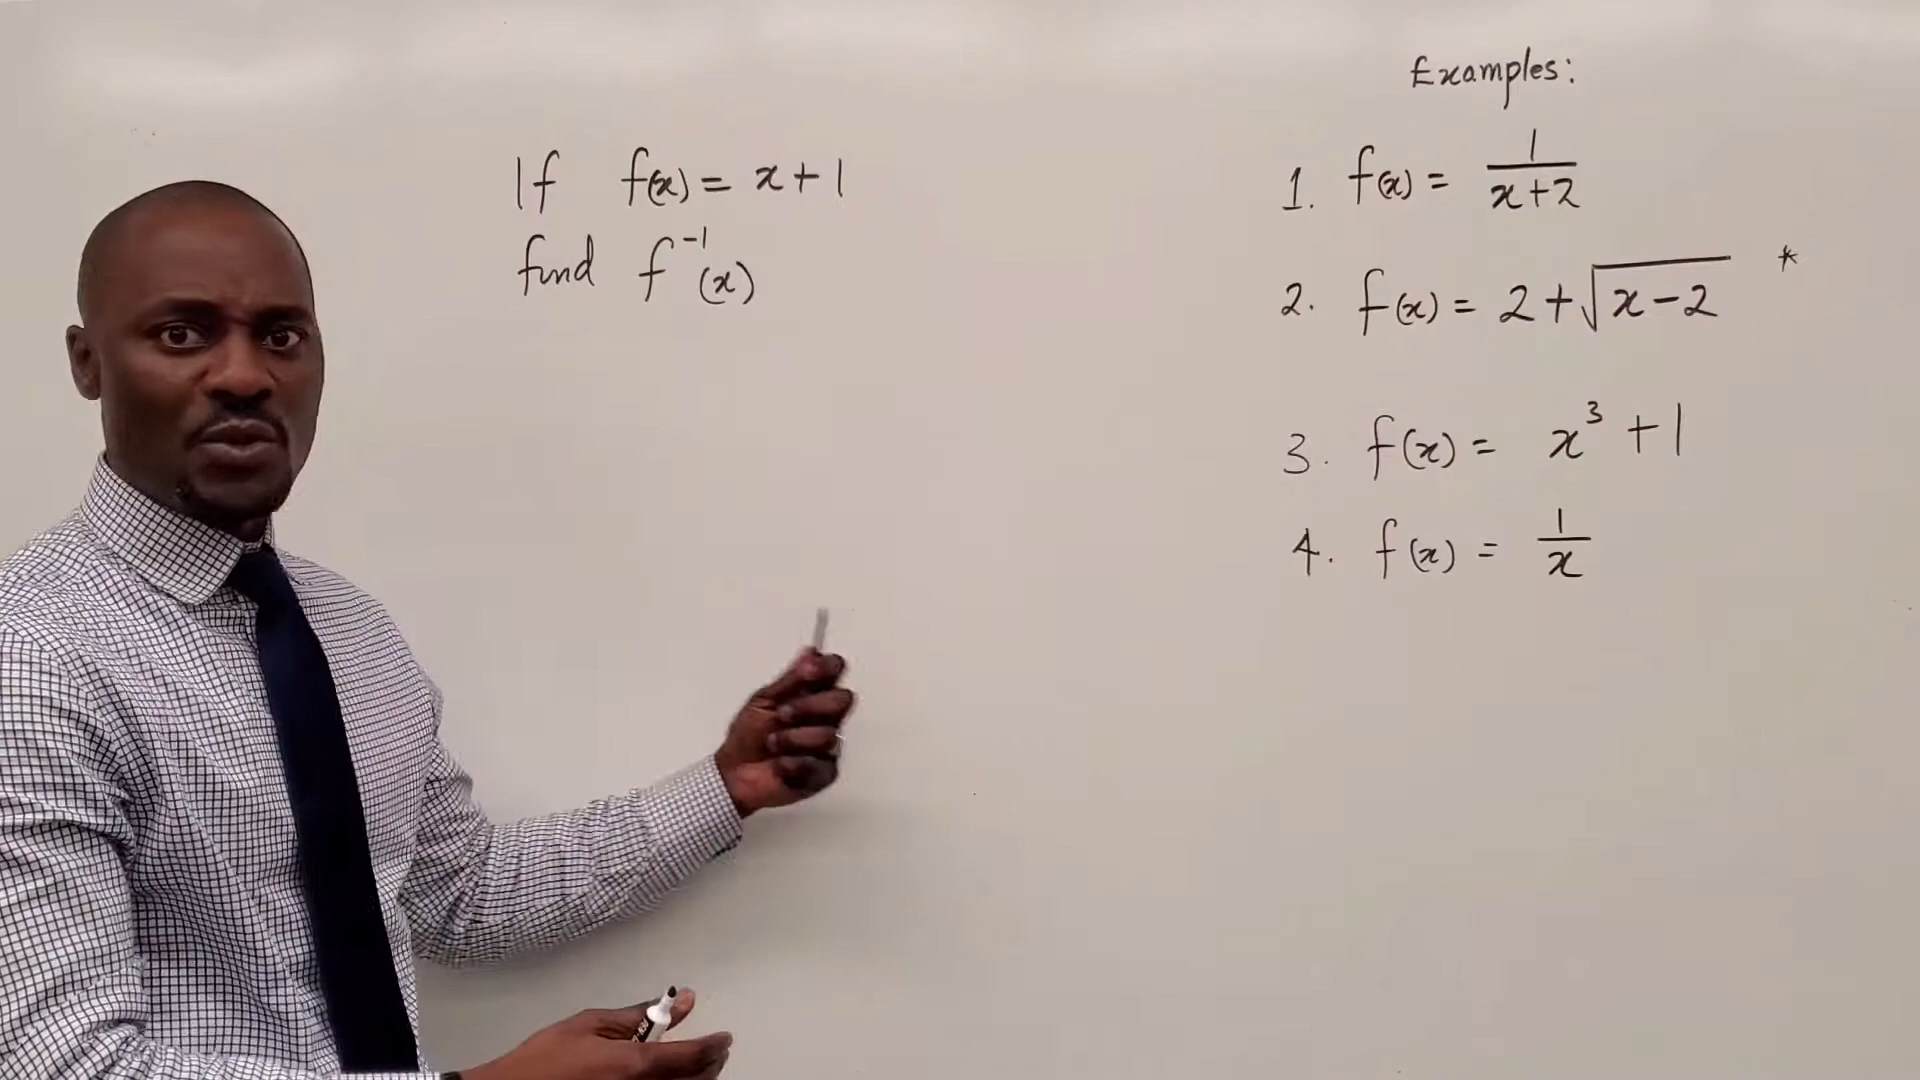 If f(x) = x + 1
find f⁻¹(x)
Examples:
1. f(x) = 1/(x+2)
2. f(x) = 2 + √(x-2) *
3. f(x) = x³ + 1
4. f(x) = 1/x